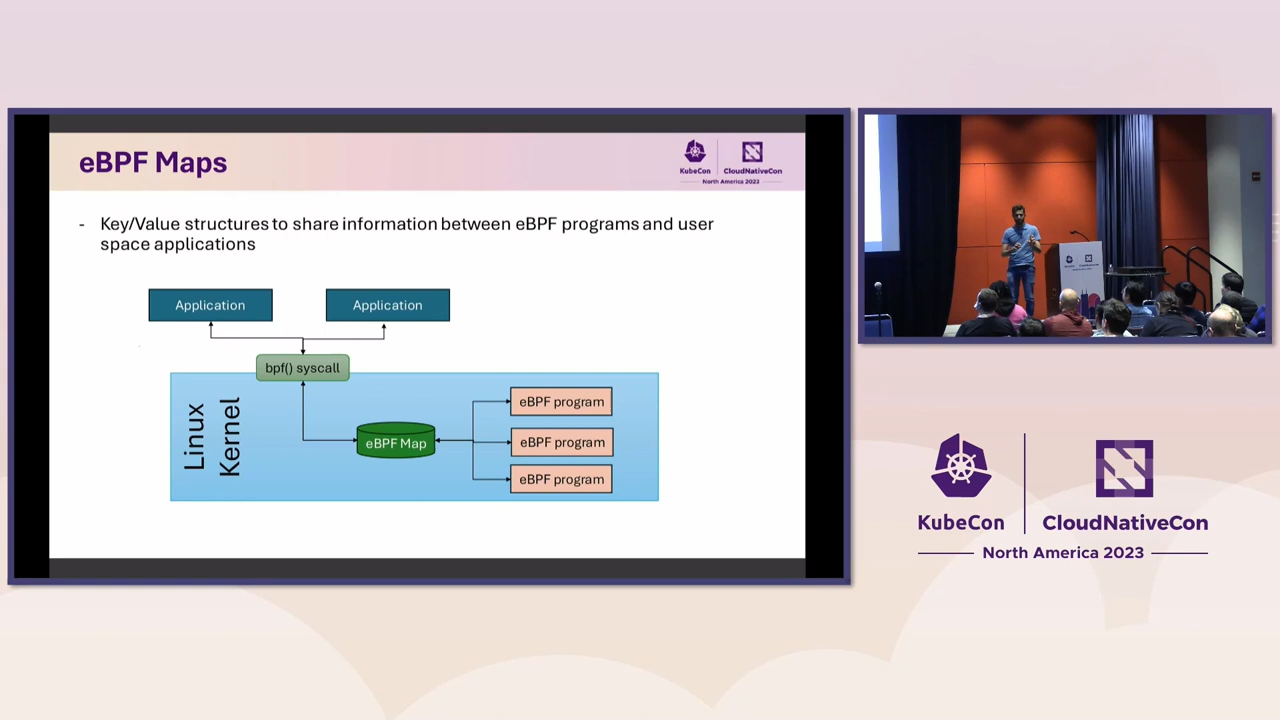 eBPF Maps
KubeCon
CloudNativeCon
North America 2023
- Key/Value structures to share information between eBPF programs and user
space applications
Application
Application
bpf() syscall
Linux
Kernel
eBPF Map
eBPF program
eBPF program
eBPF program
KubeCon
CloudNativeCon
North America 2023